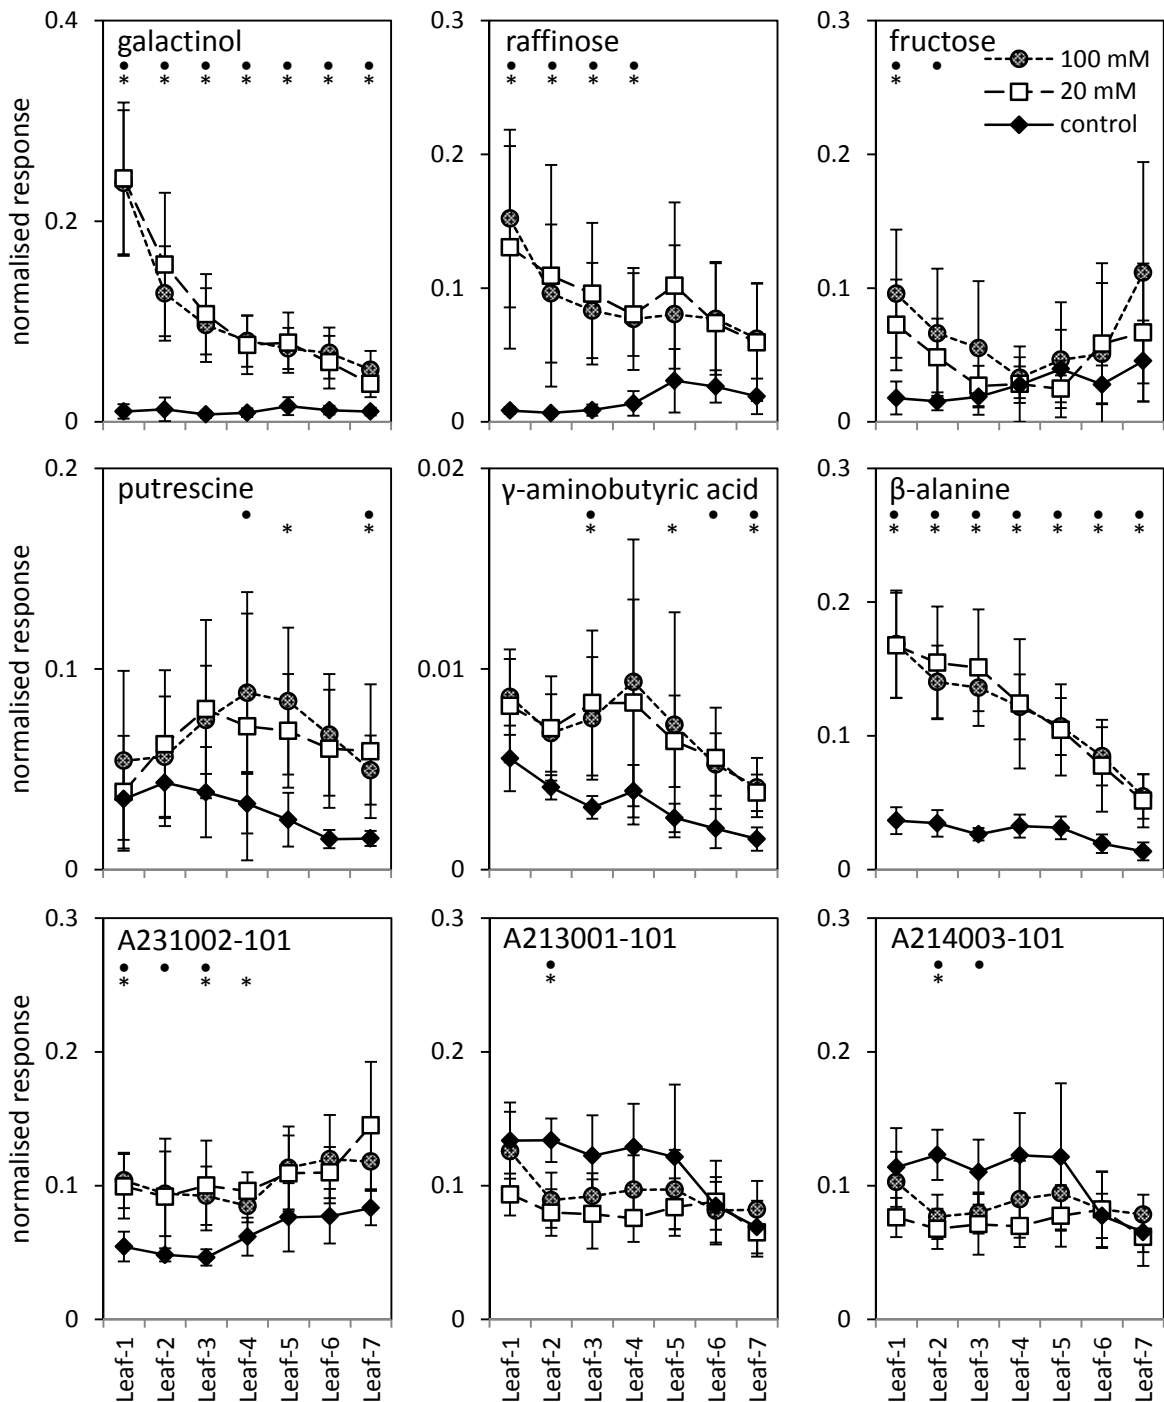 galactinol
● ● ● ● ● ● ●
* * * * * * *
0.4
0.2
0
normalised response
raffinose
● ● ● ●
* * * *
0.3
0.2
0.1
0
fructose
● ●
*
100 mM
20 mM
control
0.3
0.2
0.1
0
putrescine
● ●
* *
0.2
0.1
0
normalised response
γ-aminobutyric acid
● ● ●
* * *
0.02
0.01
0
β-alanine
● ● ● ● ● ● ●
* * * * * * *
0.3
0.2
0.1
0
A231002-101
● ● ●
* * *
0.3
0.2
0.1
0
normalised response
Leaf-1
Leaf-2
Leaf-3
Leaf-4
Leaf-5
Leaf-6
Leaf-7
A213001-101
●
*
0.3
0.2
0.1
0
Leaf-1
Leaf-2
Leaf-3
Leaf-4
Leaf-5
Leaf-6
Leaf-7
A214003-101
● ●
*
0.3
0.2
0.1
0
Leaf-1
Leaf-2
Leaf-3
Leaf-4
Leaf-5
Leaf-6
Leaf-7